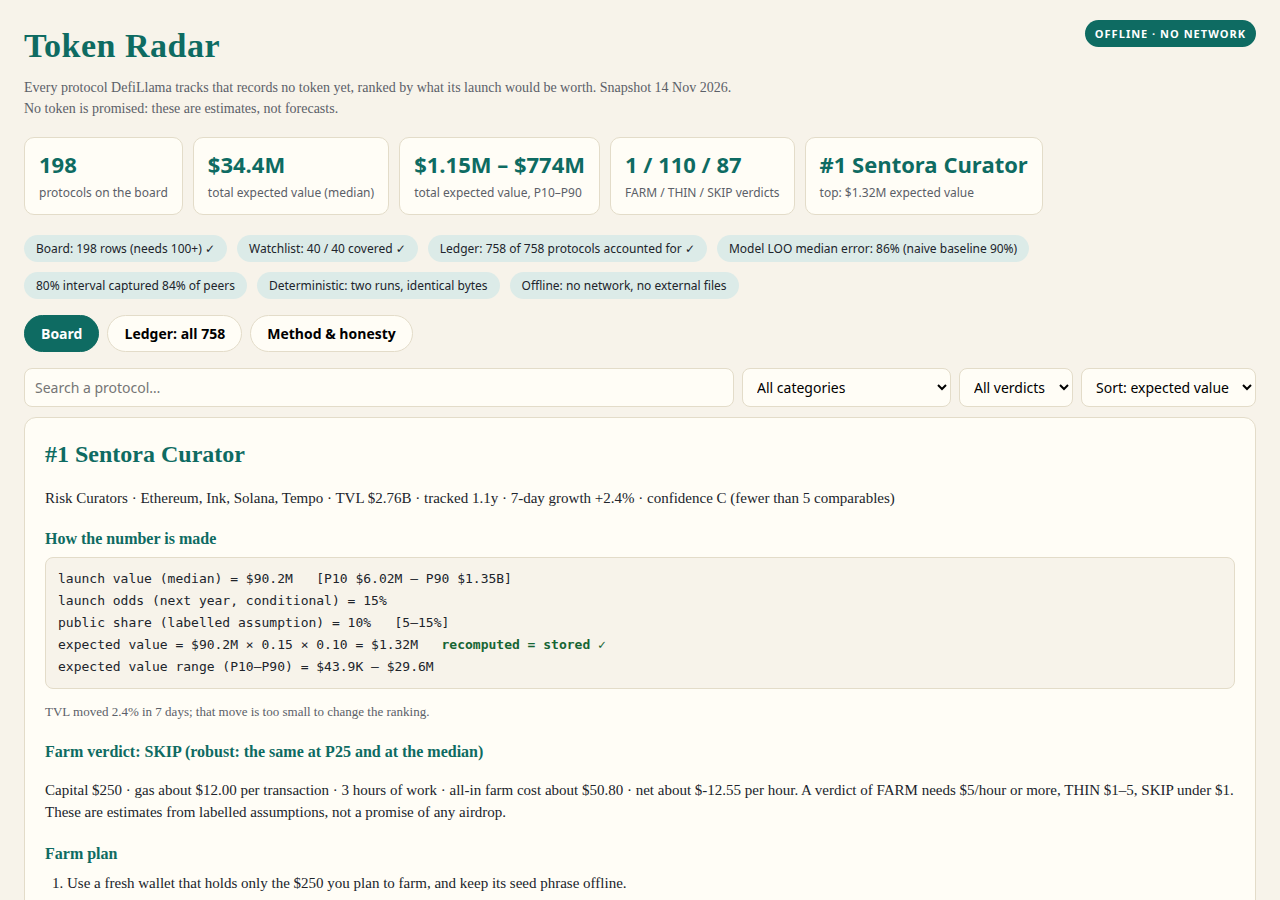 Token Radar
OFFLINE · NO NETWORK
Every protocol DefiLlama tracks that records no token yet, ranked by what its launch would be worth. Snapshot 14 Nov 2026.
No token is promised: these are estimates, not forecasts.
198
protocols on the board
$34.4M
total expected value (median)
$1.15M – $774M
total expected value, P10–P90
1 / 110 / 87
FARM / THIN / SKIP verdicts
#1 Sentora Curator
top: $1.32M expected value
Board: 198 rows (needs 100+) ✓
Watchlist: 40 / 40 covered ✓
Ledger: 758 of 758 protocols accounted for ✓
Model LOO median error: 86% (naive baseline 90%)
80% interval captured 84% of peers
Deterministic: two runs, identical bytes
Offline: no network, no external files
Board
Ledger: all 758
Method & honesty
Search a protocol...
All categories
All verdicts
Sort: expected value
#1 Sentora Curator
Risk Curators · Ethereum, Ink, Solana, Tempo · TVL $2.76B · tracked 1.1y · 7-day growth +2.4% · confidence C (fewer than 5 comparables)
How the number is made
launch value (median) = $90.2M   [P10 $6.02M – P90 $1.35B]
launch odds (next year, conditional) = 15%
public share (labelled assumption) = 10%   [5–15%]
expected value = $90.2M × 0.15 × 0.10 = $1.32M   recomputed = stored ✓
expected value range (P10–P90) = $43.9K – $29.6M
TVL moved 2.4% in 7 days; that move is too small to change the ranking.
Farm verdict: SKIP (robust: the same at P25 and at the median)
Capital $250 · gas about $12.00 per transaction · 3 hours of work · all-in farm cost about $50.80 · net about $-12.55 per hour. A verdict of FARM needs $5/hour or more, THIN $1–5, SKIP under $1.
These are estimates from labelled assumptions, not a promise of any airdrop.
Farm plan
1. Use a fresh wallet that holds only the $250 you plan to farm, and keep its seed phrase offline.